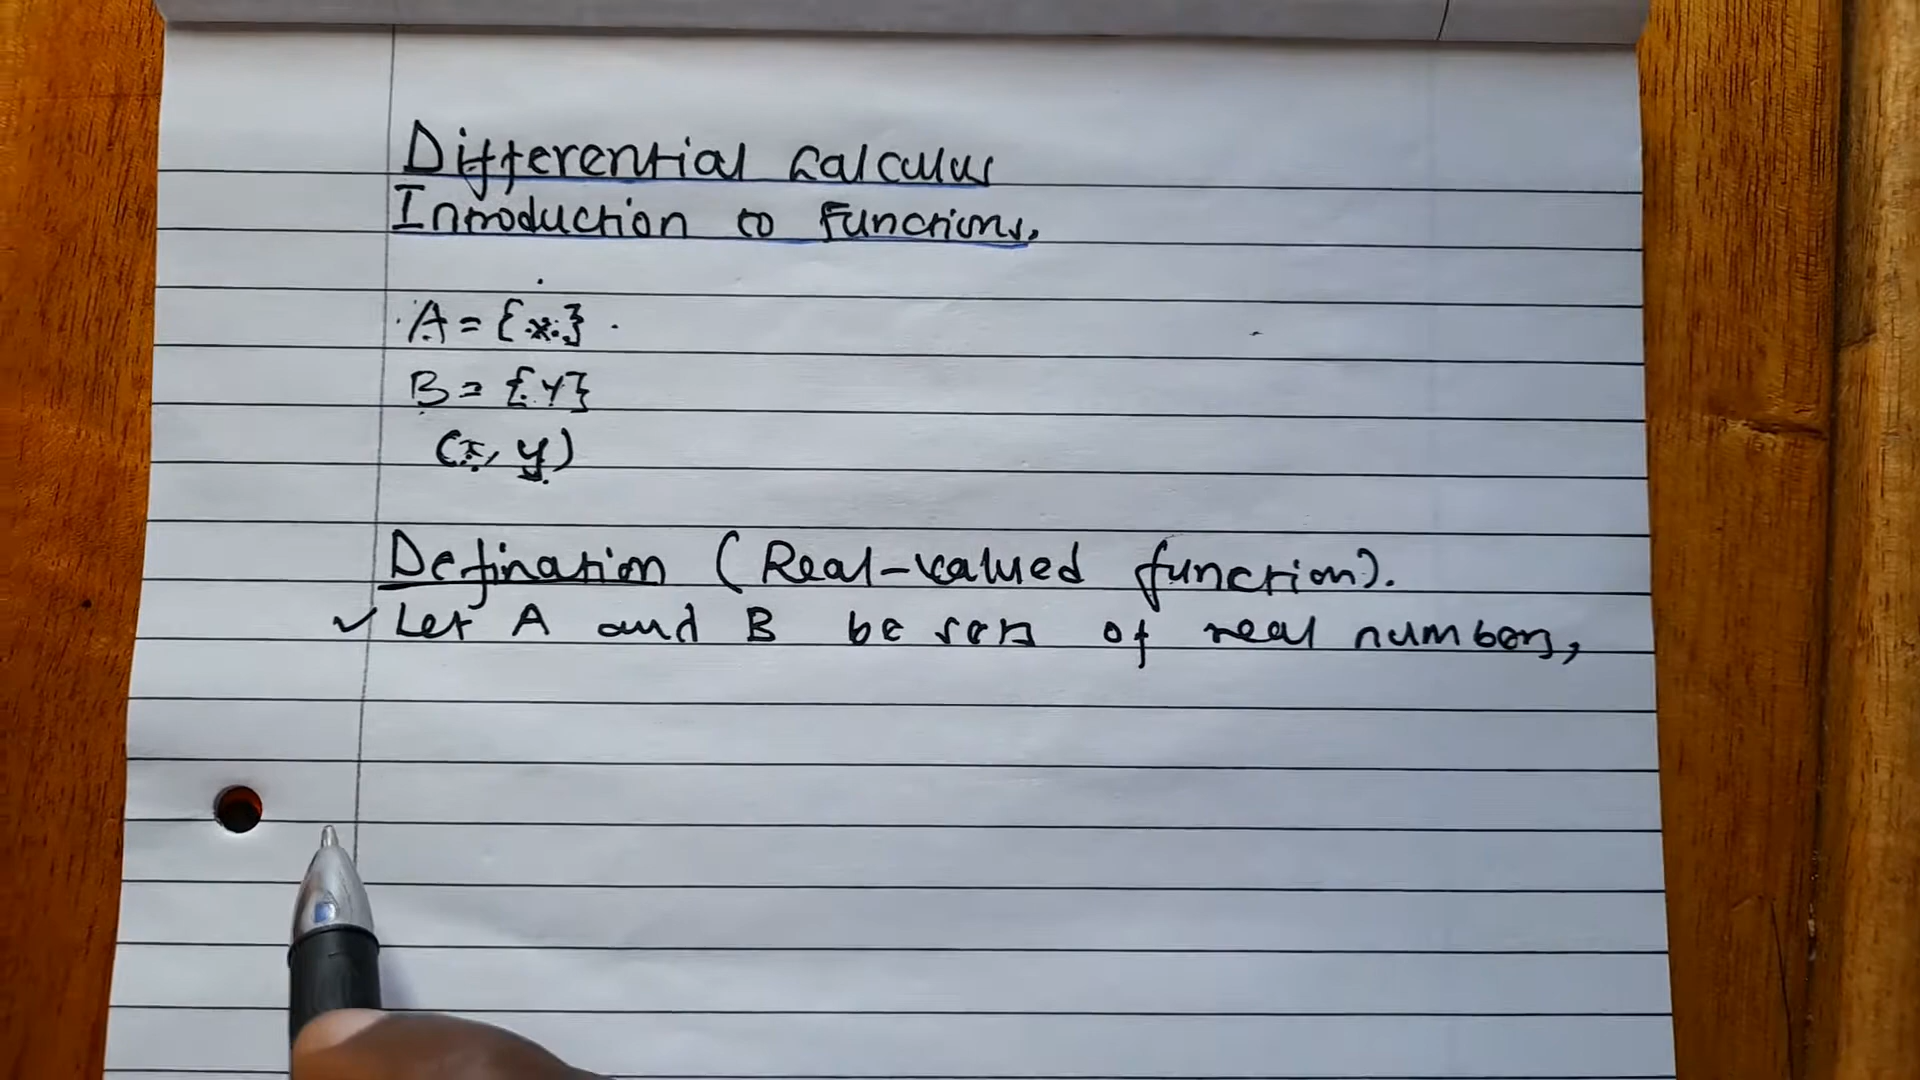 Differential Calculus
Introduction to Functions.
A = {x}
B = {Y}
(x, y)
Defination (Real-valued function).
✓ Let A and B be sets of real numbers,